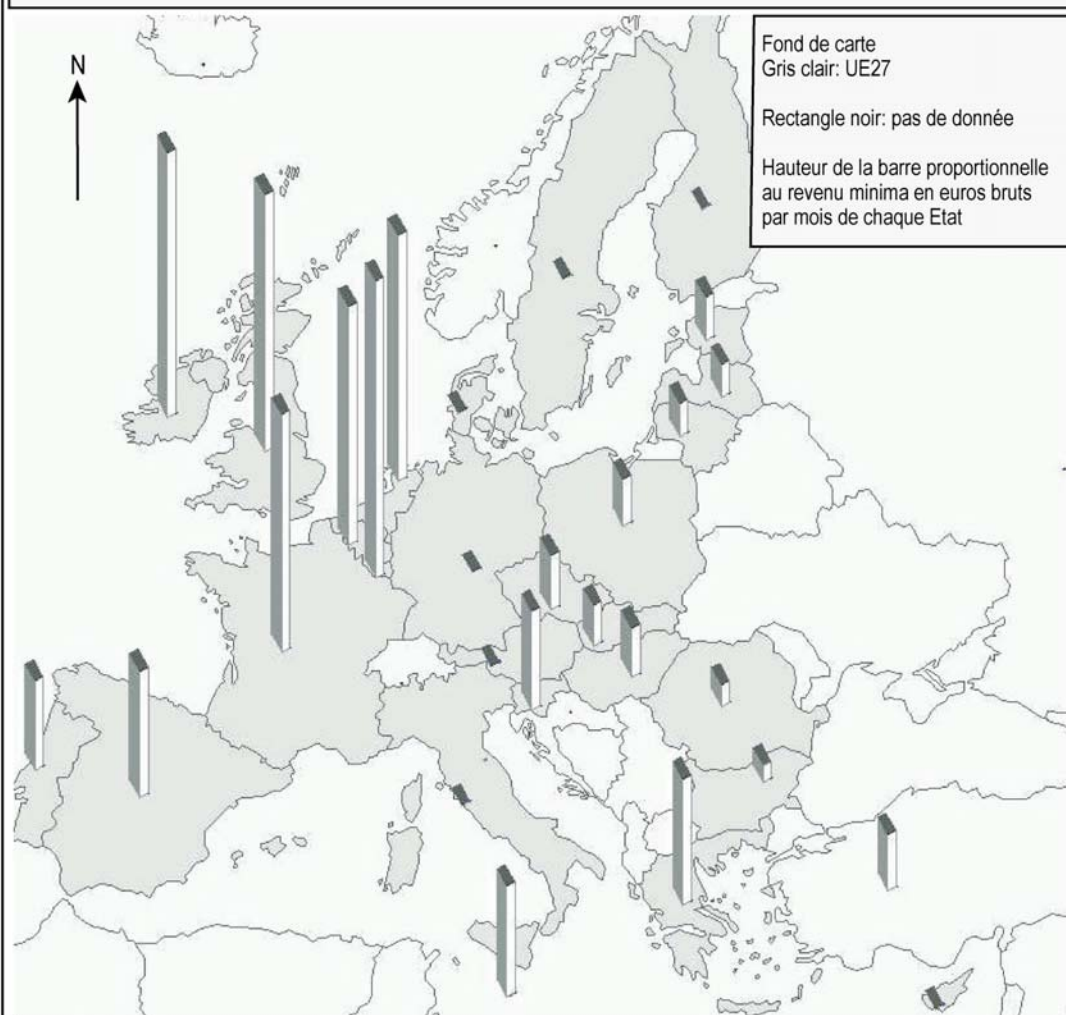 N
Fond de carte
Gris clair: UE27
Rectangle noir: pas de donnée
Hauteur de la barre proportionnelle
au revenu minima en euros bruts
par mois de chaque Etat